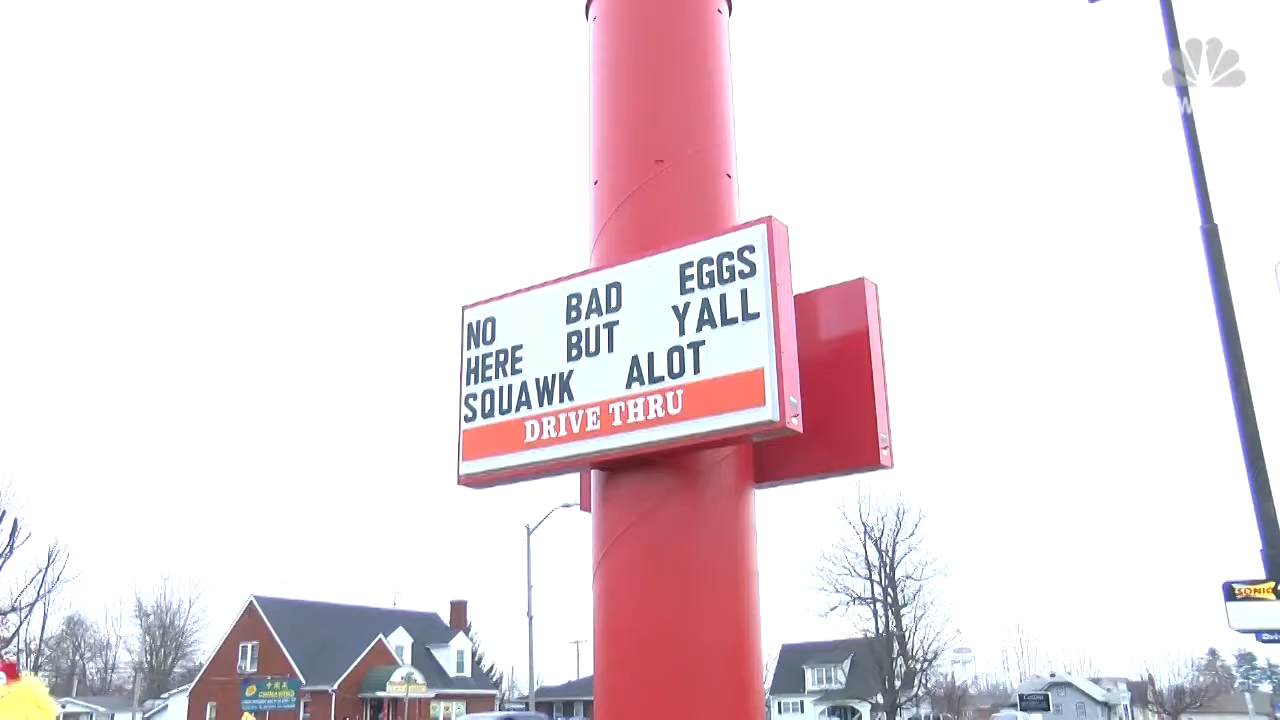 NO BAD EGGS
HERE BUT YALL
SQUAWK ALOT
DRIVE THRU
SONIC